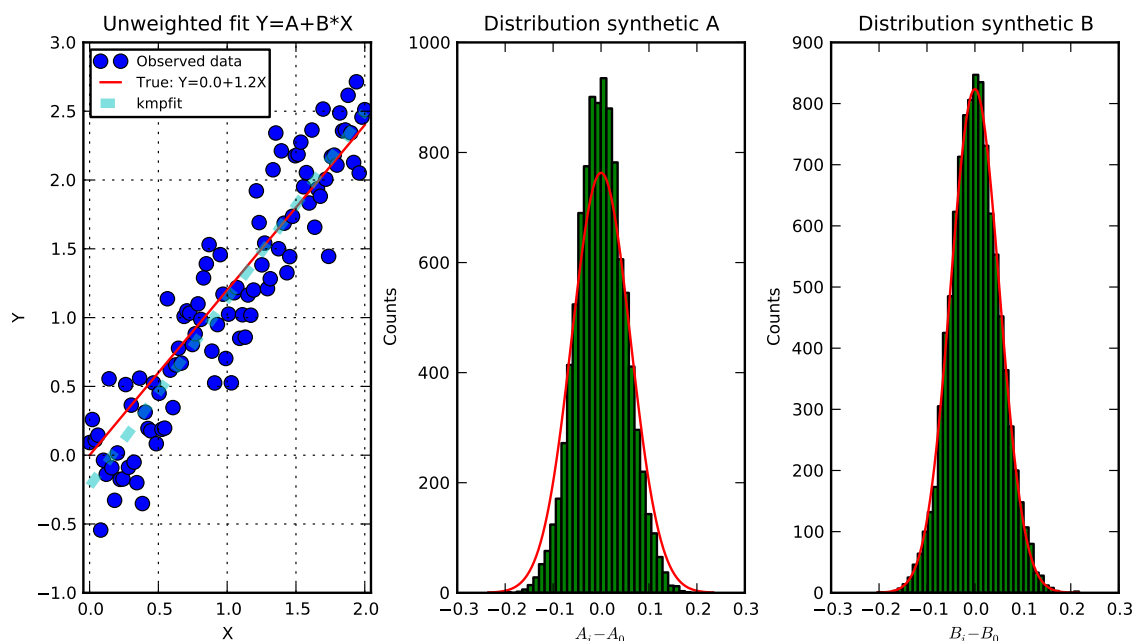 Unweighted fit Y=A+B*X
3.0
2.5
2.0
1.5
1.0
0.5
0.0
−0.5
−1.0
Y
Observed data
True: Y=0.0+1.2X
kmpfit
0.0 0.5 1.0 1.5 2.0
X
Distribution synthetic A
1000
800
600
400
200
0
Counts
−0.3 −0.2 −0.1 0.0 0.1 0.2 0.3
A_i − A_0
Distribution synthetic B
900
800
700
600
500
400
300
200
100
0
Counts
−0.3 −0.2 −0.1 0.0 0.1 0.2 0.3
B_i − B_0